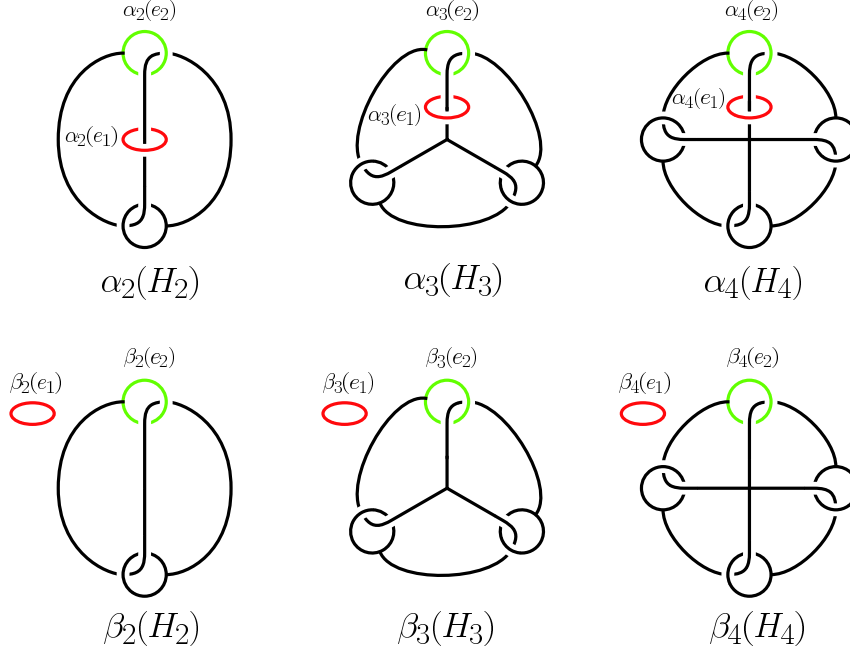 α₂(e₂) α₃(e₂) α₄(e₂)
α₂(e₁) α₃(e₁) α₄(e₁)
α₂(H₂) α₃(H₃) α₄(H₄)
β₂(e₁) β₂(e₂) β₃(e₁) β₃(e₂) β₄(e₁) β₄(e₂)
β₂(H₂) β₃(H₃) β₄(H₄)